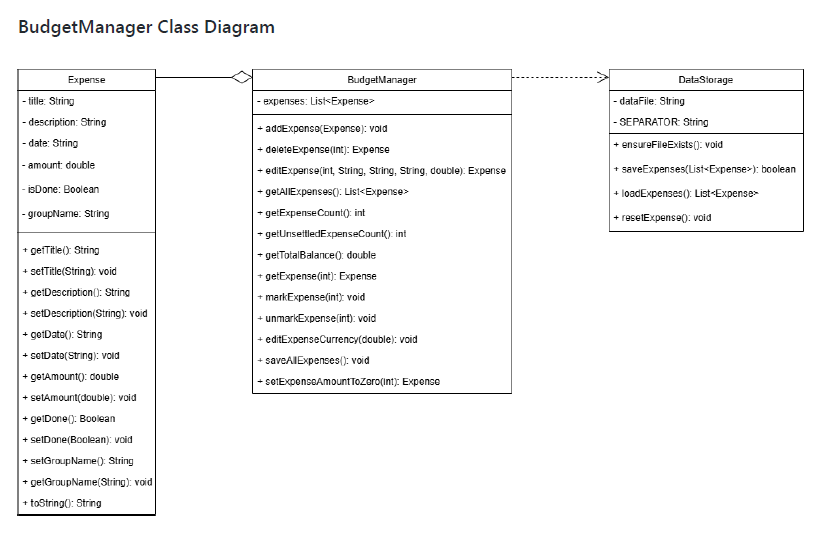 BudgetManager Class Diagram
Expense
- title: String
- description: String
- date: String
- amount: double
- isDone: Boolean
- groupName: String
+ getTitle(): String
+ setTitle(String): void
+ getDescription(): String
+ setDescription(String): void
+ getDate(): String
+ setDate(String): void
+ getAmount(): double
+ setAmount(double): void
+ getDone(): Boolean
+ setDone(Boolean): void
+ setGroupName(): String
+ getGroupName(String): void
+ toString(): String
BudgetManager
- expenses: List<Expense>
+ addExpense(Expense): void
+ deleteExpense(int): Expense
+ editExpense(int, String, String, String, double): Expense
+ getAllExpenses(): List<Expense>
+ getExpenseCount(): int
+ getUnsettledExpenseCount(): int
+ getTotalBalance(): double
+ getExpense(int): Expense
+ markExpense(int): void
+ unmarkExpense(int): void
+ editExpenseCurrency(double): void
+ saveAllExpenses(): void
+ setExpenseAmountToZero(int): Expense
DataStorage
- dataFile: String
- SEPARATOR: String
+ ensureFileExists(): void
+ saveExpenses(List<Expense>): boolean
+ loadExpenses(): List<Expense>
+ resetExpense(): void